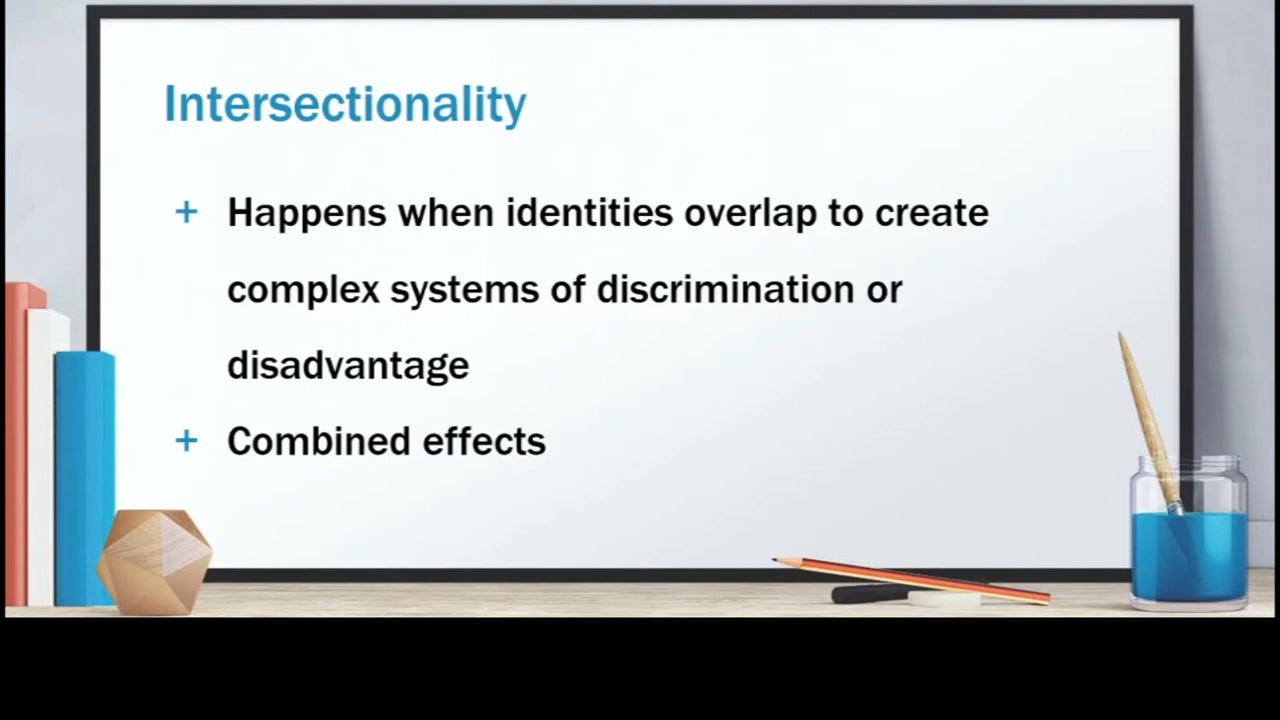 Intersectionality
+ Happens when identities overlap to create
complex systems of discrimination or
disadvantage
+ Combined effects